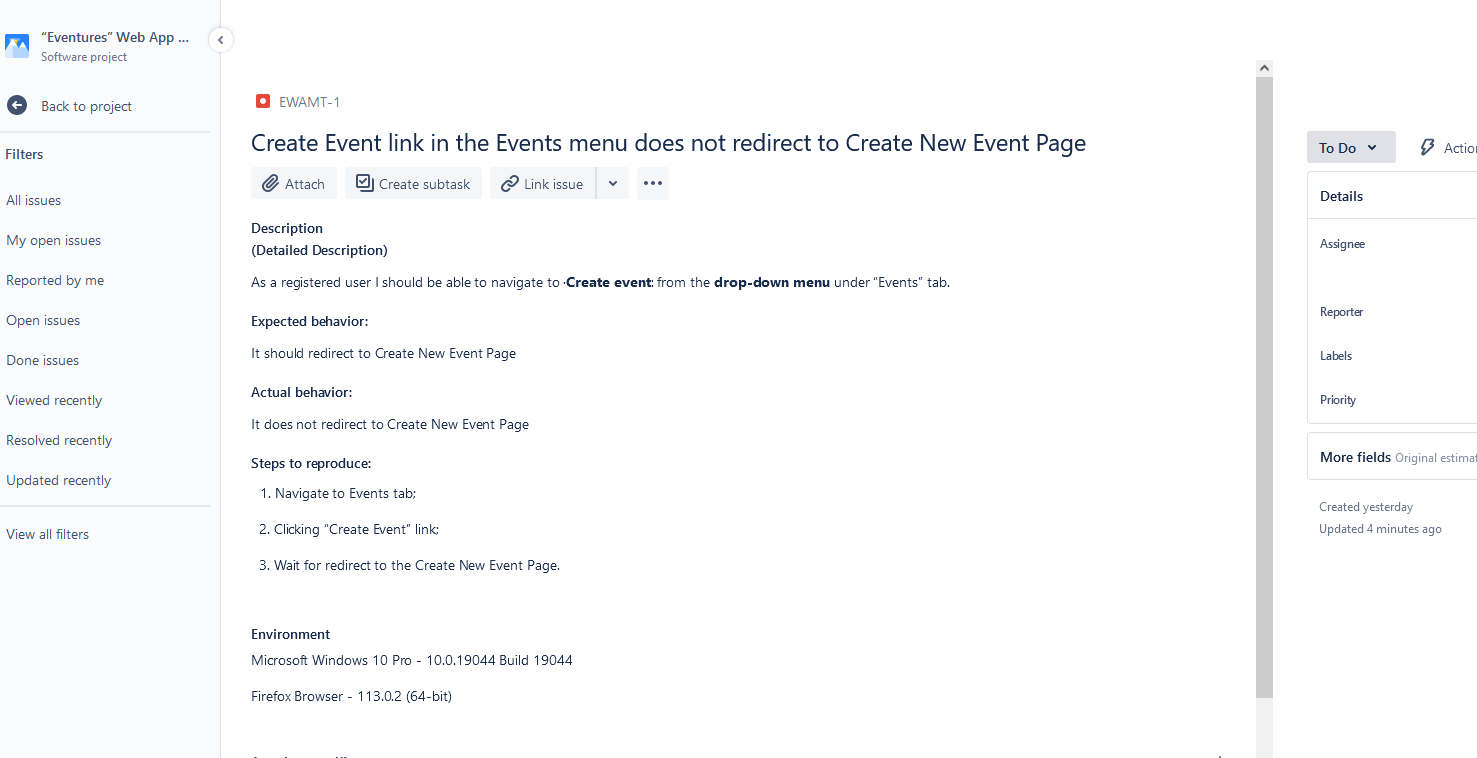 “Eventures” Web App ...
Software project
Back to project
Filters
All issues
My open issues
Reported by me
Open issues
Done issues
Viewed recently
Resolved recently
Updated recently
View all filters
EWAMT-1
Create Event link in the Events menu does not redirect to Create New Event Page
Attach
Create subtask
Link issue
Description
(Detailed Description)
As a registered user I should be able to navigate to ·Create event: from the drop-down menu under “Events” tab.
Expected behavior:
It should redirect to Create New Event Page
Actual behavior:
It does not redirect to Create New Event Page
Steps to reproduce:
1. Navigate to Events tab;
2. Clicking “Create Event” link;
3. Wait for redirect to the Create New Event Page.
Environment
Microsoft Windows 10 Pro - 10.0.19044 Build 19044
Firefox Browser - 113.0.2 (64-bit)
To Do
Action
Details
Assignee
Reporter
Labels
Priority
More fields Original estimat
Created yesterday
Updated 4 minutes ago